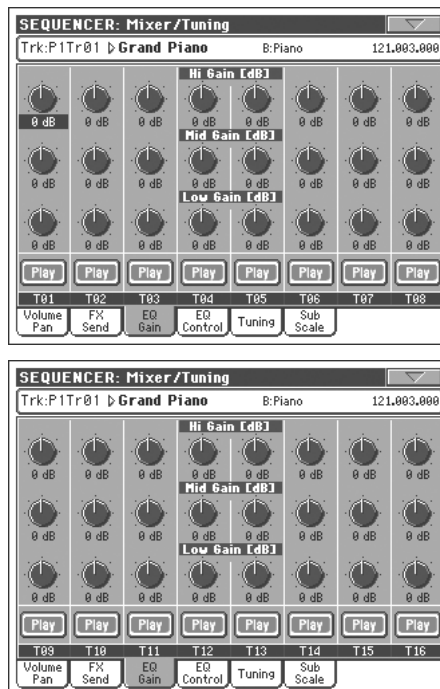 SEQUENCER: Mixer/Tuning
Trk:P1Tr01 ▷Grand Piano B:Piano 121.003.000
Hi Gain [dB]
0 dB 0 dB 0 dB 0 dB 0 dB 0 dB 0 dB 0 dB
Mid Gain [dB]
0 dB 0 dB 0 dB 0 dB 0 dB 0 dB 0 dB 0 dB
Low Gain [dB]
0 dB 0 dB 0 dB 0 dB 0 dB 0 dB 0 dB 0 dB
Play Play Play Play Play Play Play Play
T01 T02 T03 T04 T05 T06 T07 T08
Volume Pan FX Send EQ Gain EQ Control Tuning Sub Scale
SEQUENCER: Mixer/Tuning
Trk:P1Tr01 ▷Grand Piano B:Piano 121.003.000
Hi Gain [dB]
0 dB 0 dB 0 dB 0 dB 0 dB 0 dB 0 dB 0 dB
Mid Gain [dB]
0 dB 0 dB 0 dB 0 dB 0 dB 0 dB 0 dB 0 dB
Low Gain [dB]
0 dB 0 dB 0 dB 0 dB 0 dB 0 dB 0 dB 0 dB
Play Play Play Play Play Play Play Play
T09 T10 T11 T12 T13 T14 T15 T16
Volume Pan FX Send EQ Gain EQ Control Tuning Sub Scale